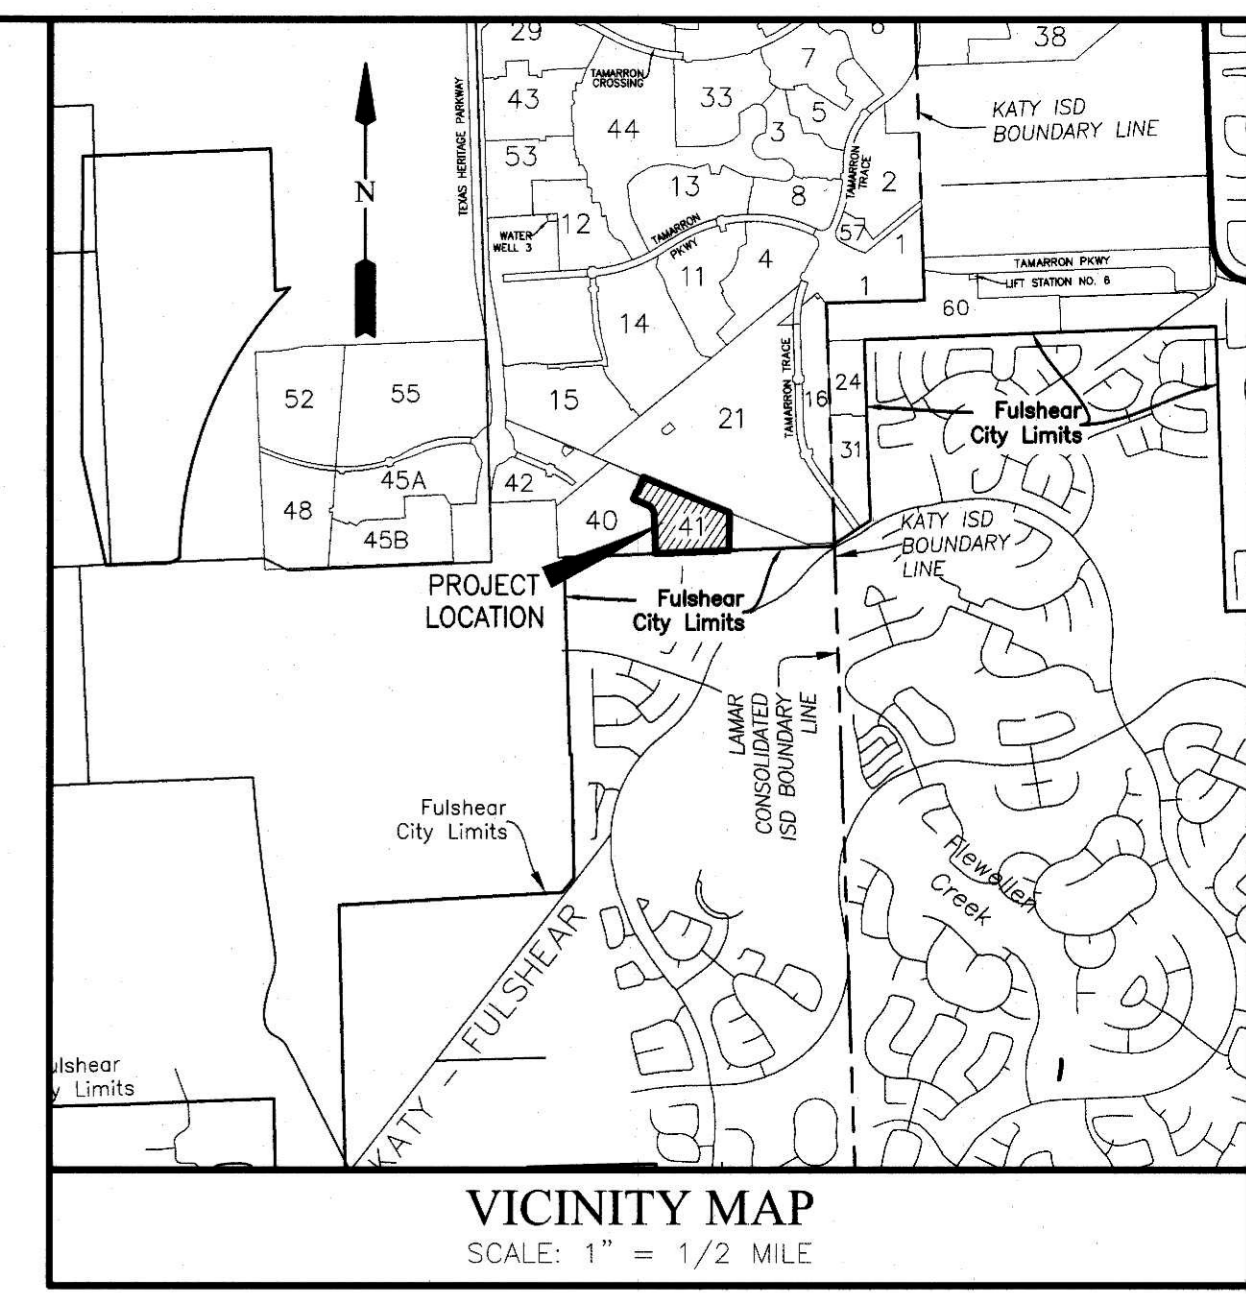 29
6
38
7
TAMARRON
CROSSING
43
33
5
KATY ISD
BOUNDARY LINE
TEXAS HERITAGE PARKWAY
44
3
53
TAMARRON
TRACE
N
13
8
2
12
WATER
WELL 3
TAMARRON
PKWY
57
1
4
11
TAMARRON PKWY
1
LIFT STATION NO. 6
60
14
TAMARRON TRACE
52
55
15
16
24
21
Fulshear
City Limits
31
45A
42
48
40
41
KATY ISD
BOUNDARY
LINE
45B
PROJECT
LOCATION
Fulshear
City Limits
LAMAR
CONSOLIDATED
ISD BOUNDARY
LINE
Fulshear
City Limits
Flewellen
Creek
KATY - FULSHEAR
ulshear
y Limits
VICINITY MAP
SCALE: 1" = 1/2 MILE